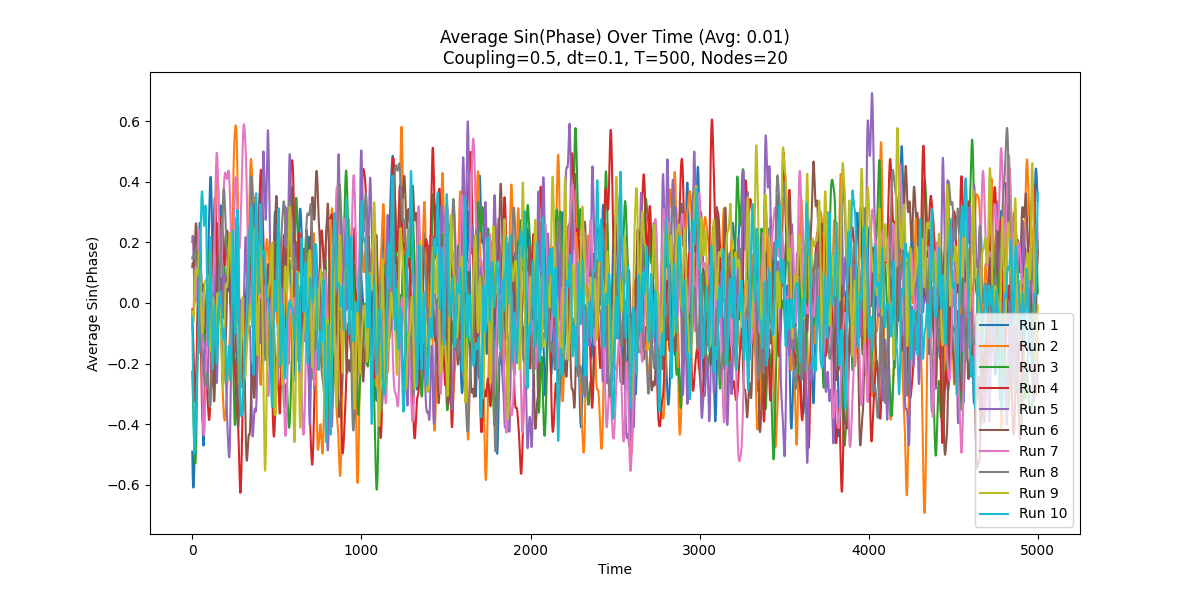 Average Sin(Phase) Over Time (Avg: 0.01)
Coupling=0.5, dt=0.1, T=500, Nodes=20
Average Sin(Phase)
0.6
0.4
0.2
0.0
−0.2
−0.4
−0.6
0 1000 2000 3000 4000 5000
Time
Run 1
Run 2
Run 3
Run 4
Run 5
Run 6
Run 7
Run 8
Run 9
Run 10